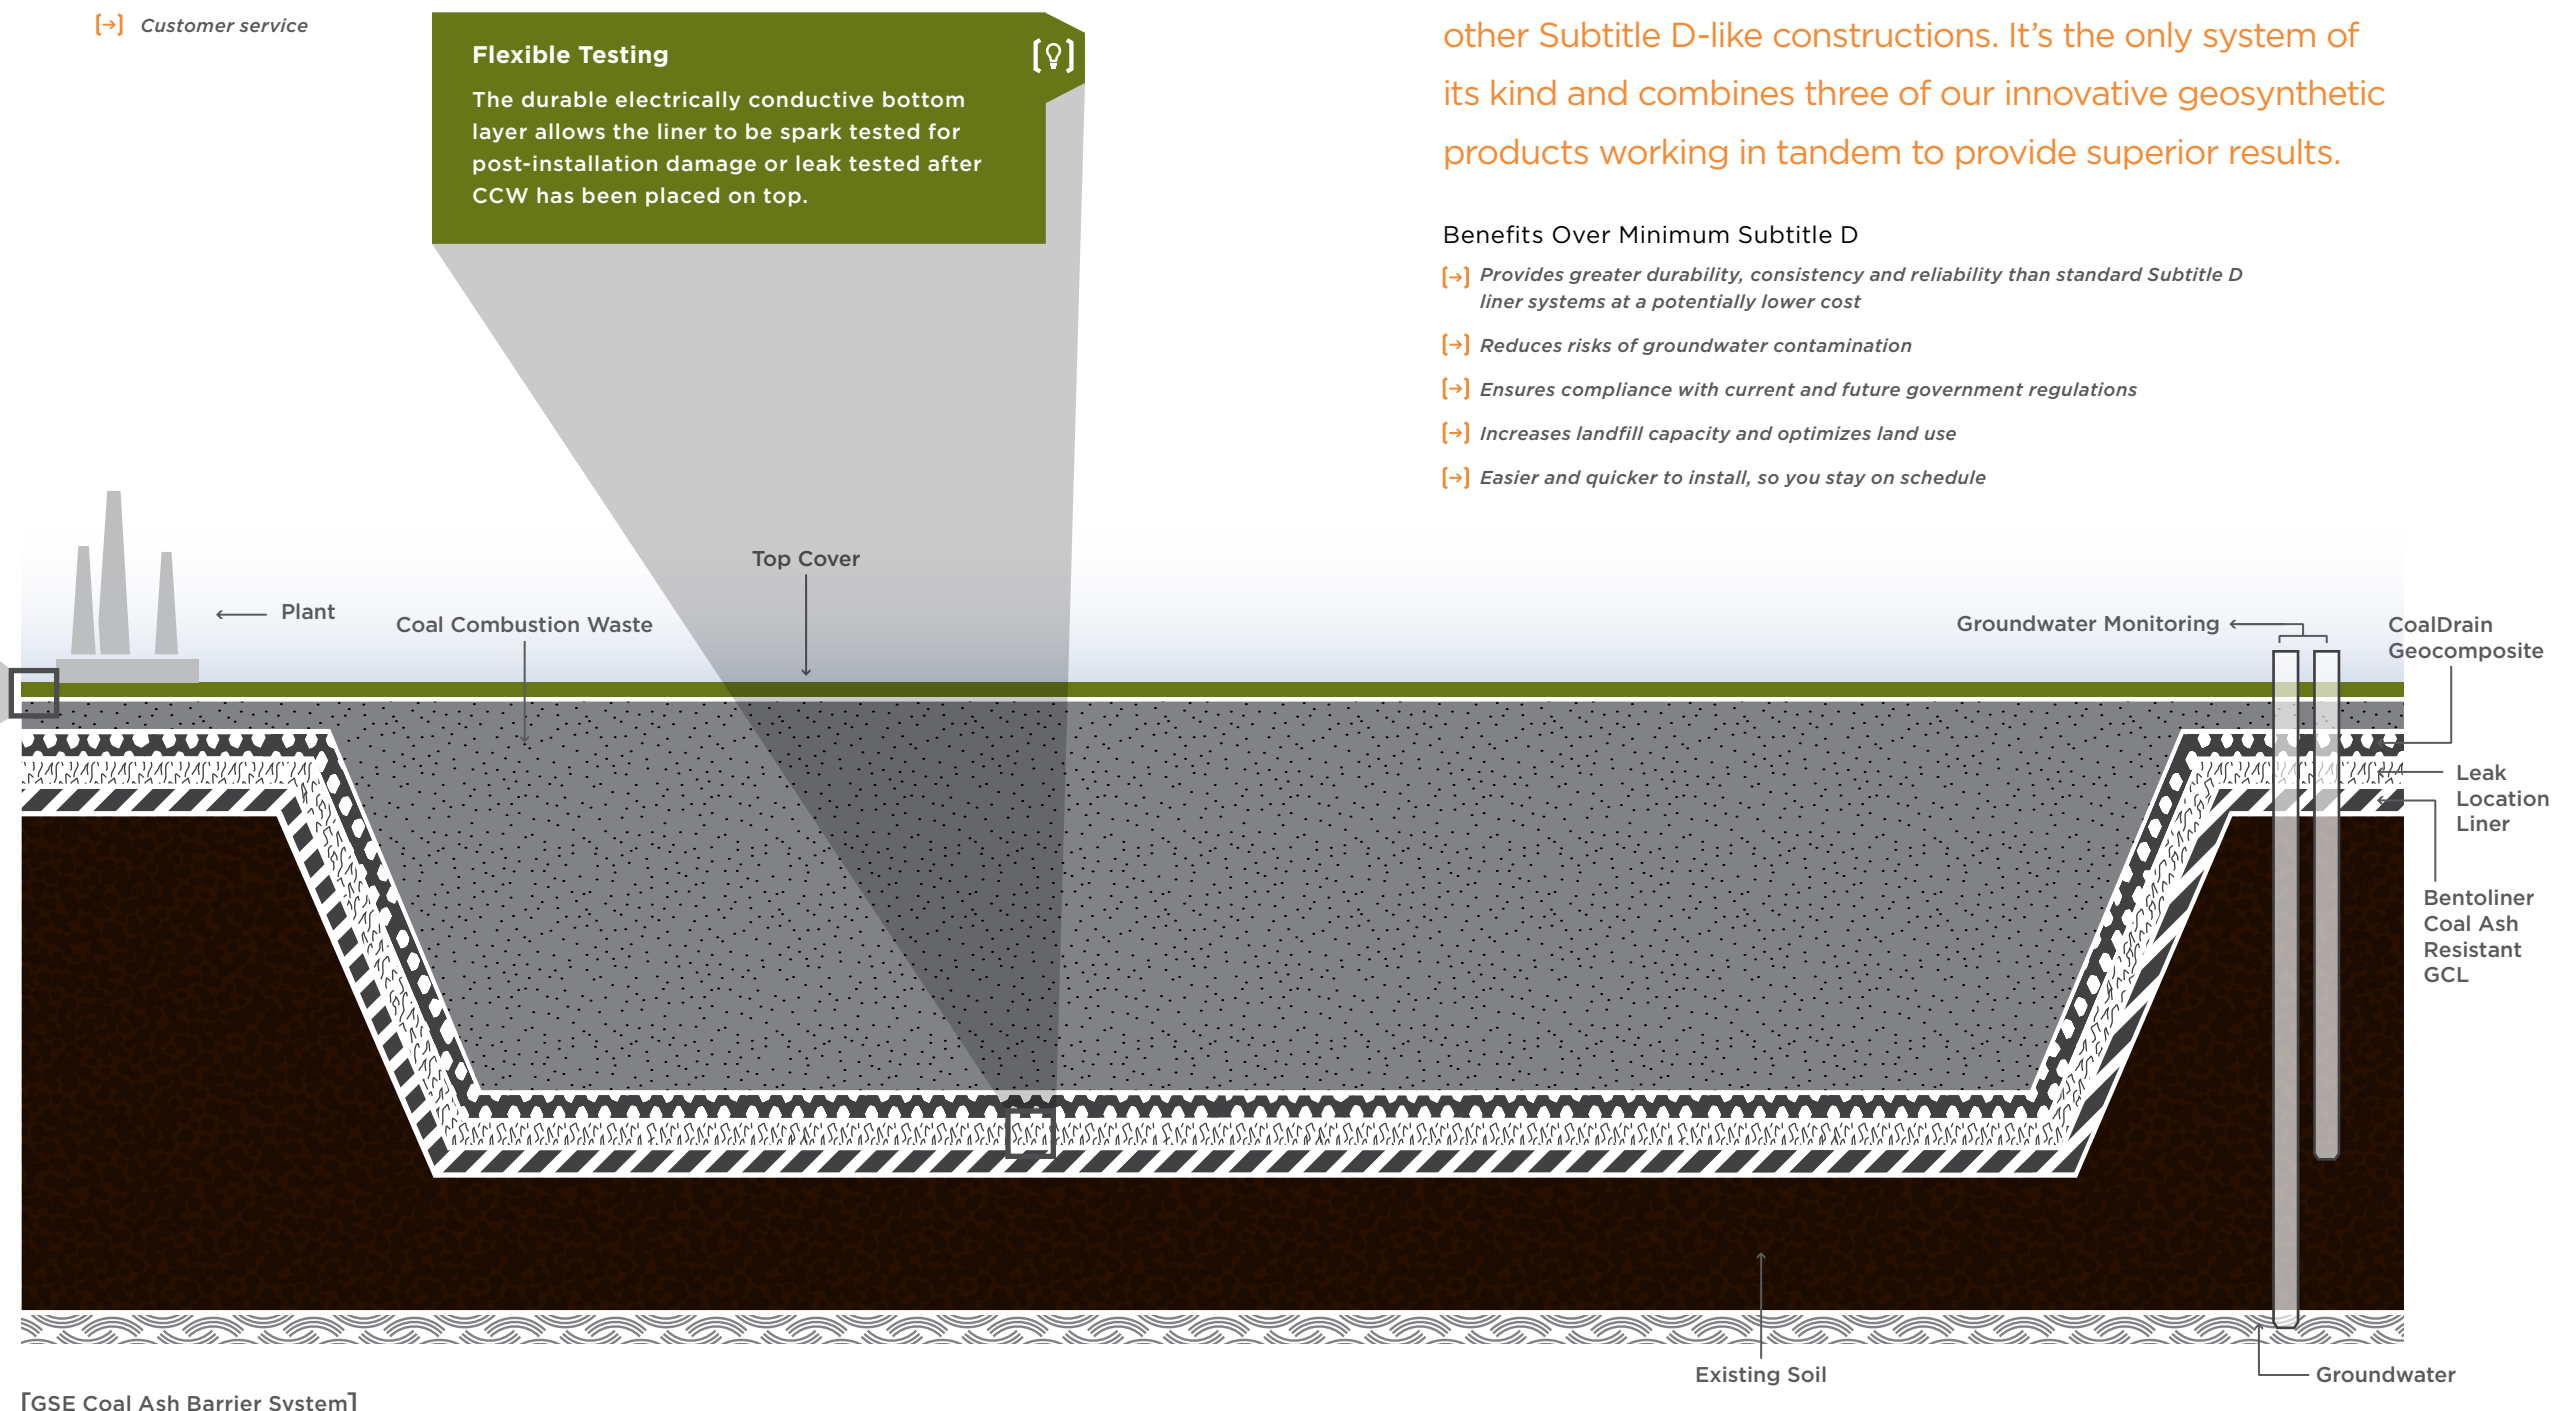 Customer service
Flexible Testing
The durable electrically conductive bottom
layer allows the liner to be spark tested for
post-installation damage or leak tested after
CCW has been placed on top.
other Subtitle D-like constructions. It’s the only system of
its kind and combines three of our innovative geosynthetic
products working in tandem to provide superior results.
Benefits Over Minimum Subtitle D
Provides greater durability, consistency and reliability than standard Subtitle D
liner systems at a potentially lower cost
Reduces risks of groundwater contamination
Ensures compliance with current and future government regulations
Increases landfill capacity and optimizes land use
Easier and quicker to install, so you stay on schedule
Top Cover
Plant
Coal Combustion Waste
Groundwater Monitoring
CoalDrain
Geocomposite
Leak
Location
Liner
Bentoliner
Coal Ash
Resistant
GCL
Existing Soil
Groundwater
[GSE Coal Ash Barrier System]